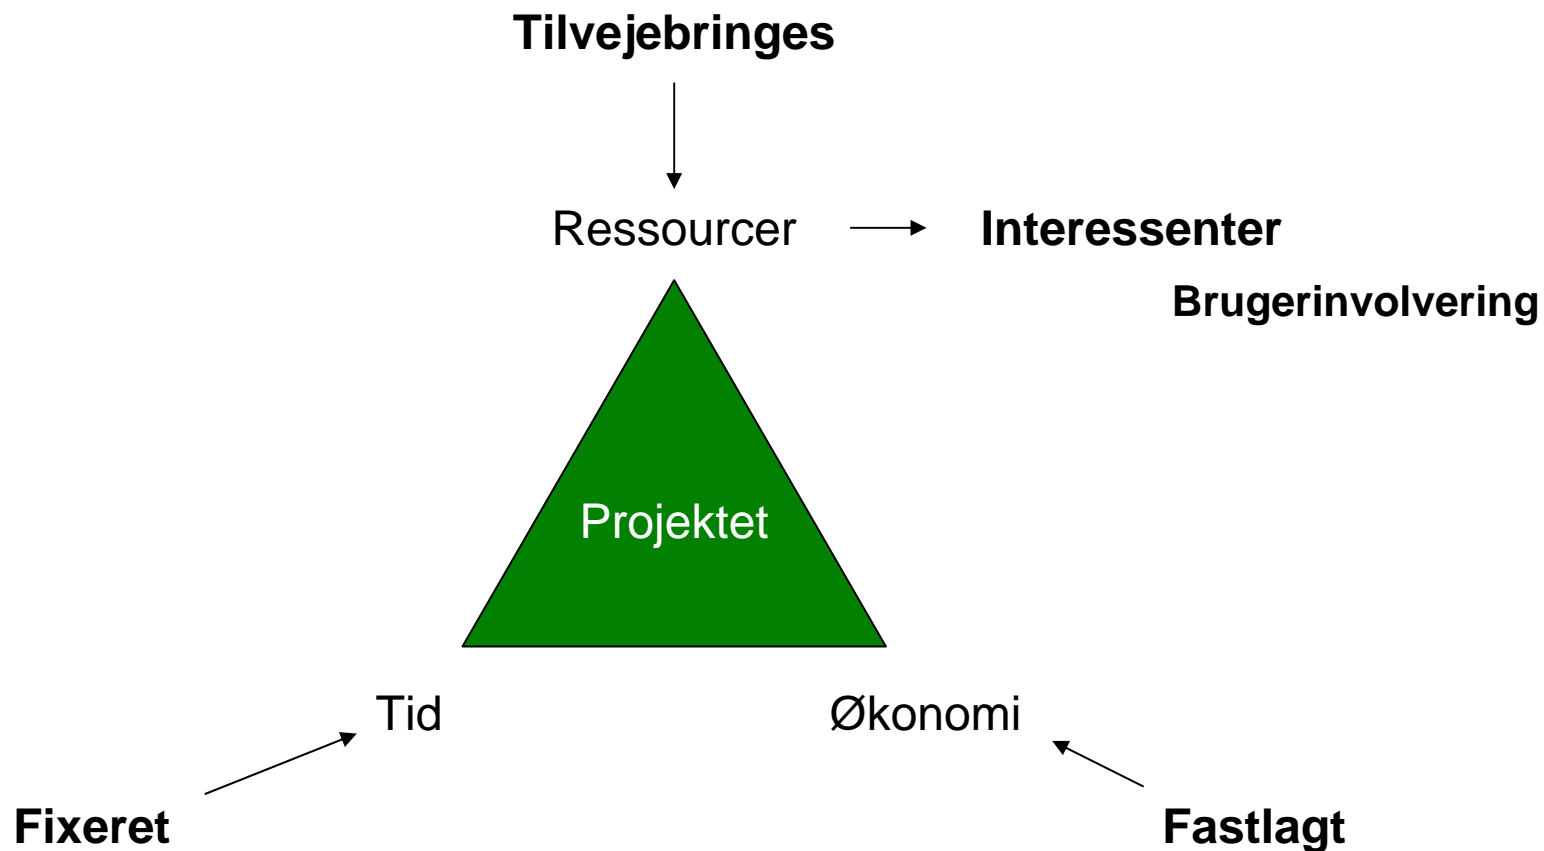 Tilvejebringes
Ressourcer
Interessenter
Brugerinvolvering
Projektet
Tid
Økonomi
Fixeret
Fastlagt